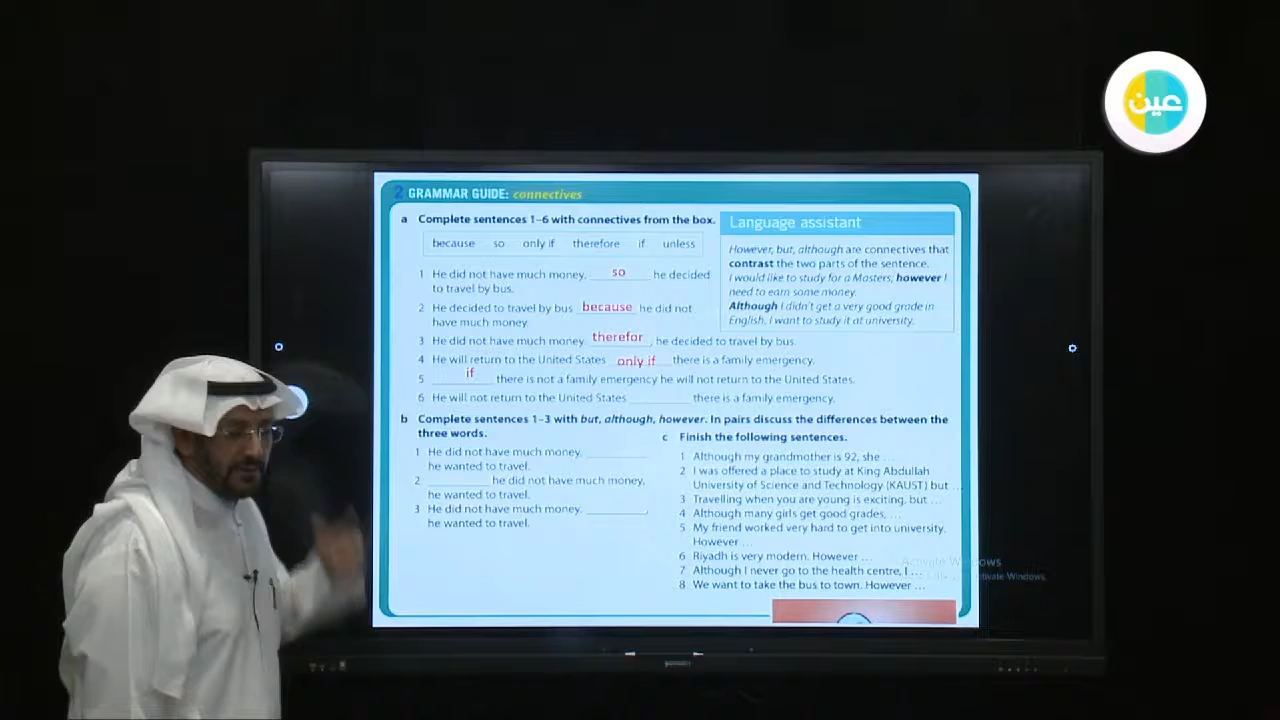 عين
2 GRAMMAR GUIDE: connectives
a Complete sentences 1–6 with connectives from the box.
because so only if therefore if unless
1 He did not have much money, so he decided
to travel by bus.
2 He decided to travel by bus because he did not
have much money.
3 He did not have much money. therefor, he decided to travel by bus.
4 He will return to the United States only if there is a family emergency.
5 if there is not a family emergency he will not return to the United States.
6 He will not return to the United States ________ there is a family emergency.
Language assistant
However, but, although are connectives that
contrast the two parts of the sentence.
I would like to study for a Masters; however I
need to earn some money.
Although I didn't get a very good grade in
English, I want to study it at university.
b Complete sentences 1–3 with but, although, however. In pairs discuss the differences between the
three words.
1 He did not have much money, ________
he wanted to travel.
2 ________ he did not have much money,
he wanted to travel.
3 He did not have much money. ________,
he wanted to travel.
c Finish the following sentences.
1 Although my grandmother is 92, she …
2 I was offered a place to study at King Abdullah
University of Science and Technology (KAUST) but …
3 Travelling when you are young is exciting, but …
4 Although many girls get good grades, …
5 My friend worked very hard to get into university.
However …
6 Riyadh is very modern. However …
7 Although I never go to the health centre, I …
8 We want to take the bus to town. However …
Activate Windows